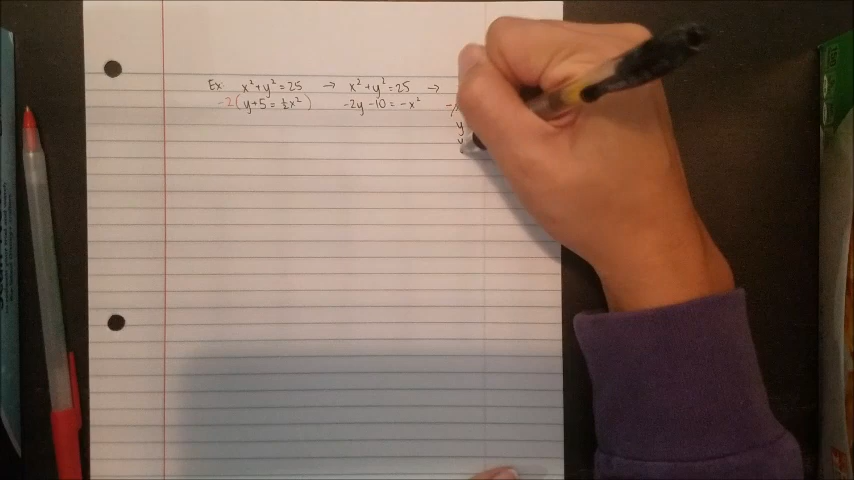 Ex x²+y²=25 → x²+y²=25 →
-2(y+5=½x²) -2y-10=-x²
y
y